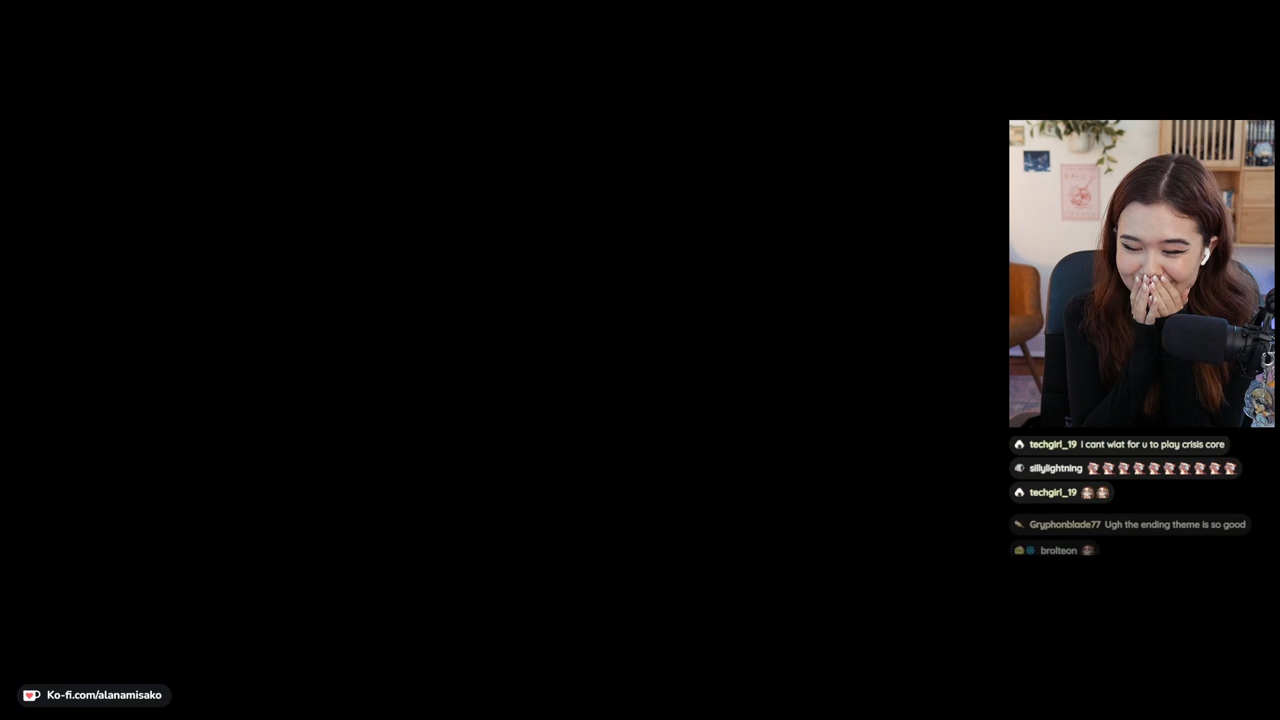 techgirl_19 i cant wiat for u to play crisis core
sillylightning
techgirl_19
Gryphonblade77 Ugh the ending theme is so good
brolteon
Ko-fi.com/alanamisako